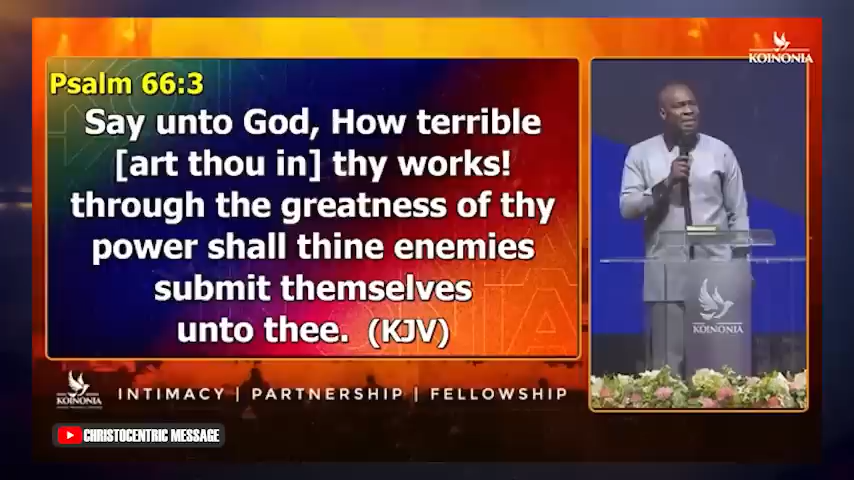 KOINONIA
Psalm 66:3
Say unto God, How terrible
[art thou in] thy works!
through the greatness of thy
power shall thine enemies
submit themselves
unto thee. (KJV)
KOINONIA
KOINONIA
INTIMACY | PARTNERSHIP | FELLOWSHIP
CHRISTOCENTRIC MESSAGE